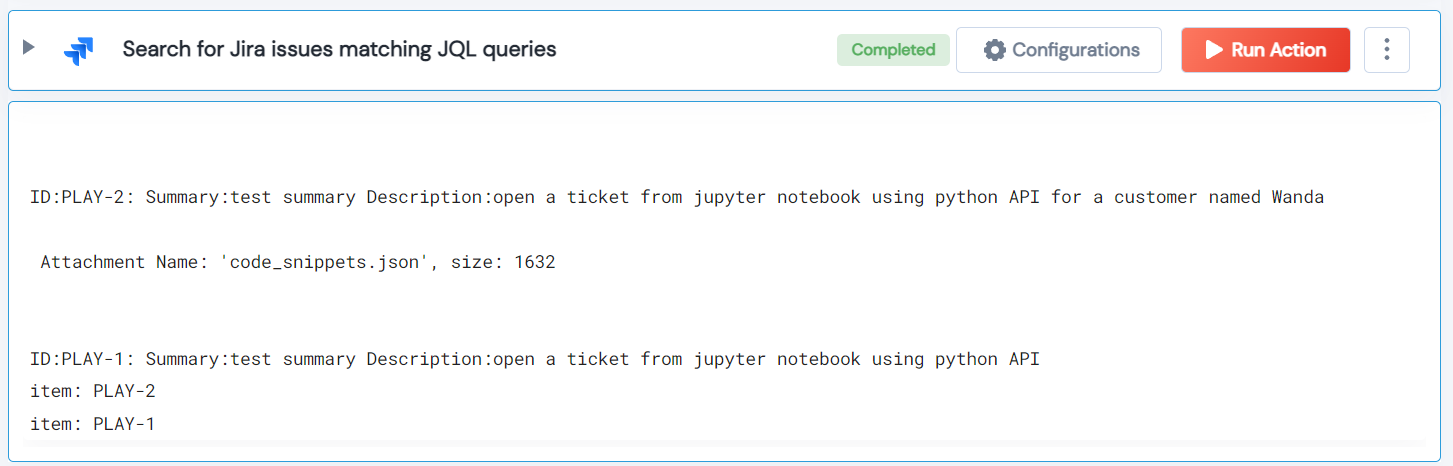 Search for Jira issues matching JQL queries
Completed
Configurations
Run Action
ID:PLAY-2: Summary:test summary Description:open a ticket from jupyter notebook using python API for a customer named Wanda
Attachment Name: 'code_snippets.json', size: 1632
ID:PLAY-1: Summary:test summary Description:open a ticket from jupyter notebook using python API
item: PLAY-2
item: PLAY-1